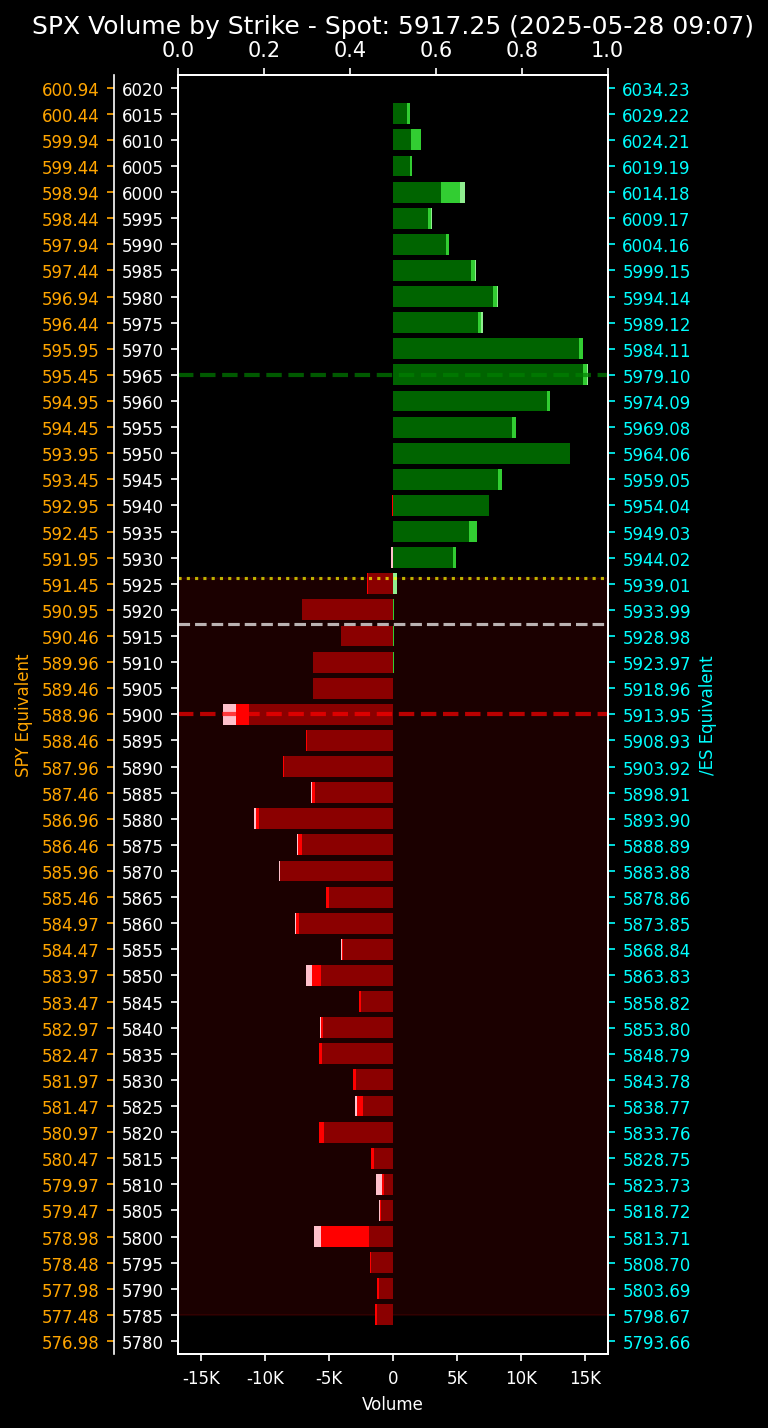 SPX Volume by Strike - Spot: 5917.25 (2025-05-28 09:07)
0.0 0.2 0.4 0.6 0.8 1.0
600.94 6020 6034.23
600.44 6015 6029.22
599.94 6010 6024.21
599.44 6005 6019.19
598.94 6000 6014.18
598.44 5995 6009.17
597.94 5990 6004.16
597.44 5985 5999.15
596.94 5980 5994.14
596.44 5975 5989.12
595.95 5970 5984.11
595.45 5965 5979.10
594.95 5960 5974.09
594.45 5955 5969.08
593.95 5950 5964.06
593.45 5945 5959.05
592.95 5940 5954.04
592.45 5935 5949.03
591.95 5930 5944.02
591.45 5925 5939.01
590.95 5920 5933.99
590.46 5915 5928.98
589.96 5910 5923.97
589.46 5905 5918.96
588.96 5900 5913.95
588.46 5895 5908.93
587.96 5890 5903.92
587.46 5885 5898.91
586.96 5880 5893.90
586.46 5875 5888.89
585.96 5870 5883.88
585.46 5865 5878.86
584.97 5860 5873.85
584.47 5855 5868.84
583.97 5850 5863.83
583.47 5845 5858.82
582.97 5840 5853.80
582.47 5835 5848.79
581.97 5830 5843.78
581.47 5825 5838.77
580.97 5820 5833.76
580.47 5815 5828.75
579.97 5810 5823.73
579.47 5805 5818.72
578.98 5800 5813.71
578.48 5795 5808.70
577.98 5790 5803.69
577.48 5785 5798.67
576.98 5780 5793.66
SPY Equivalent
/ES Equivalent
-15K -10K -5K 0 5K 10K 15K
Volume